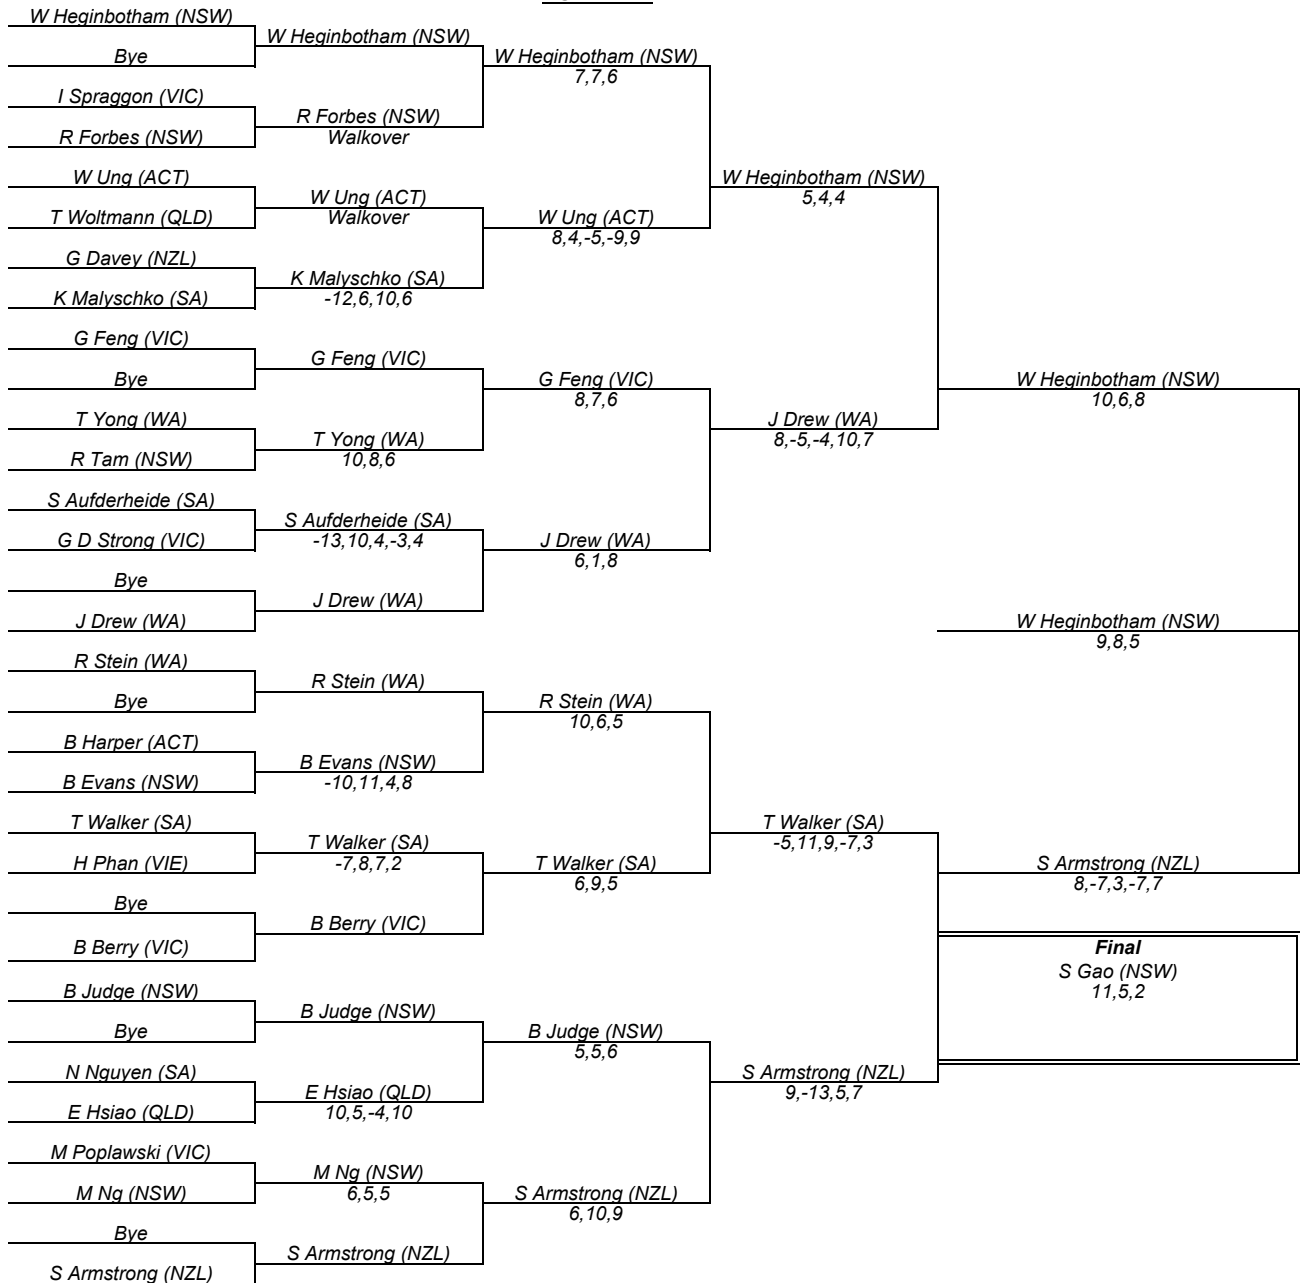 W Heginbotham (NSW)
Bye
I Spraggon (VIC)
R Forbes (NSW)
W Ung (ACT)
T Woltmann (QLD)
G Davey (NZL)
K Malyschko (SA)
G Feng (VIC)
Bye
T Yong (WA)
R Tam (NSW)
S Aufderheide (SA)
G D Strong (VIC)
Bye
J Drew (WA)
R Stein (WA)
Bye
B Harper (ACT)
B Evans (NSW)
T Walker (SA)
H Phan (VIE)
Bye
B Berry (VIC)
B Judge (NSW)
Bye
N Nguyen (SA)
E Hsiao (QLD)
M Poplawski (VIC)
M Ng (NSW)
Bye
S Armstrong (NZL)
W Heginbotham (NSW)
R Forbes (NSW)
Walkover
W Ung (ACT)
Walkover
K Malyschko (SA)
-12,6,10,6
G Feng (VIC)
T Yong (WA)
10,8,6
S Aufderheide (SA)
-13,10,4,-3,4
J Drew (WA)
R Stein (WA)
B Evans (NSW)
-10,11,4,8
T Walker (SA)
-7,8,7,2
B Berry (VIC)
B Judge (NSW)
E Hsiao (QLD)
10,5,-4,10
M Ng (NSW)
6,5,5
S Armstrong (NZL)
W Heginbotham (NSW)
7,7,6
W Ung (ACT)
8,4,-5,-9,9
G Feng (VIC)
8,7,6
J Drew (WA)
6,1,8
R Stein (WA)
10,6,5
T Walker (SA)
6,9,5
B Judge (NSW)
5,5,6
S Armstrong (NZL)
6,10,9
W Heginbotham (NSW)
5,4,4
J Drew (WA)
8,-5,-4,10,7
T Walker (SA)
-5,11,9,-7,3
S Armstrong (NZL)
9,-13,5,7
W Heginbotham (NSW)
10,6,8
W Heginbotham (NSW)
9,8,5
S Armstrong (NZL)
8,-7,3,-7,7
Final
S Gao (NSW)
11,5,2